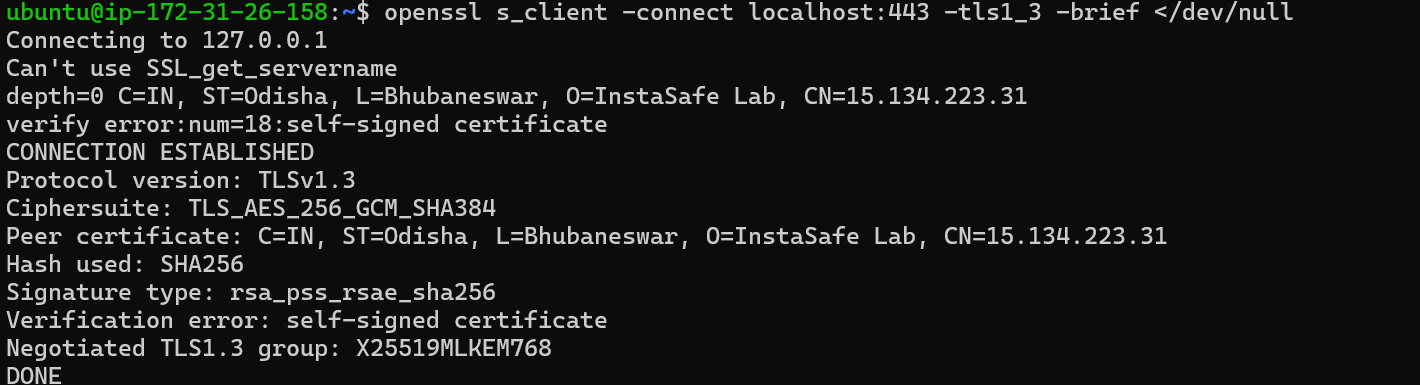 ubuntu@ip-172-31-26-158:~$ openssl s_client -connect localhost:443 -tls1_3 -brief </dev/null
Connecting to 127.0.0.1
Can't use SSL_get_servername
depth=0 C=IN, ST=Odisha, L=Bhubaneswar, O=InstaSafe Lab, CN=15.134.223.31
verify error:num=18:self-signed certificate
CONNECTION ESTABLISHED
Protocol version: TLSv1.3
Ciphersuite: TLS_AES_256_GCM_SHA384
Peer certificate: C=IN, ST=Odisha, L=Bhubaneswar, O=InstaSafe Lab, CN=15.134.223.31
Hash used: SHA256
Signature type: rsa_pss_rsae_sha256
Verification error: self-signed certificate
Negotiated TLS1.3 group: X25519MLKEM768
DONE